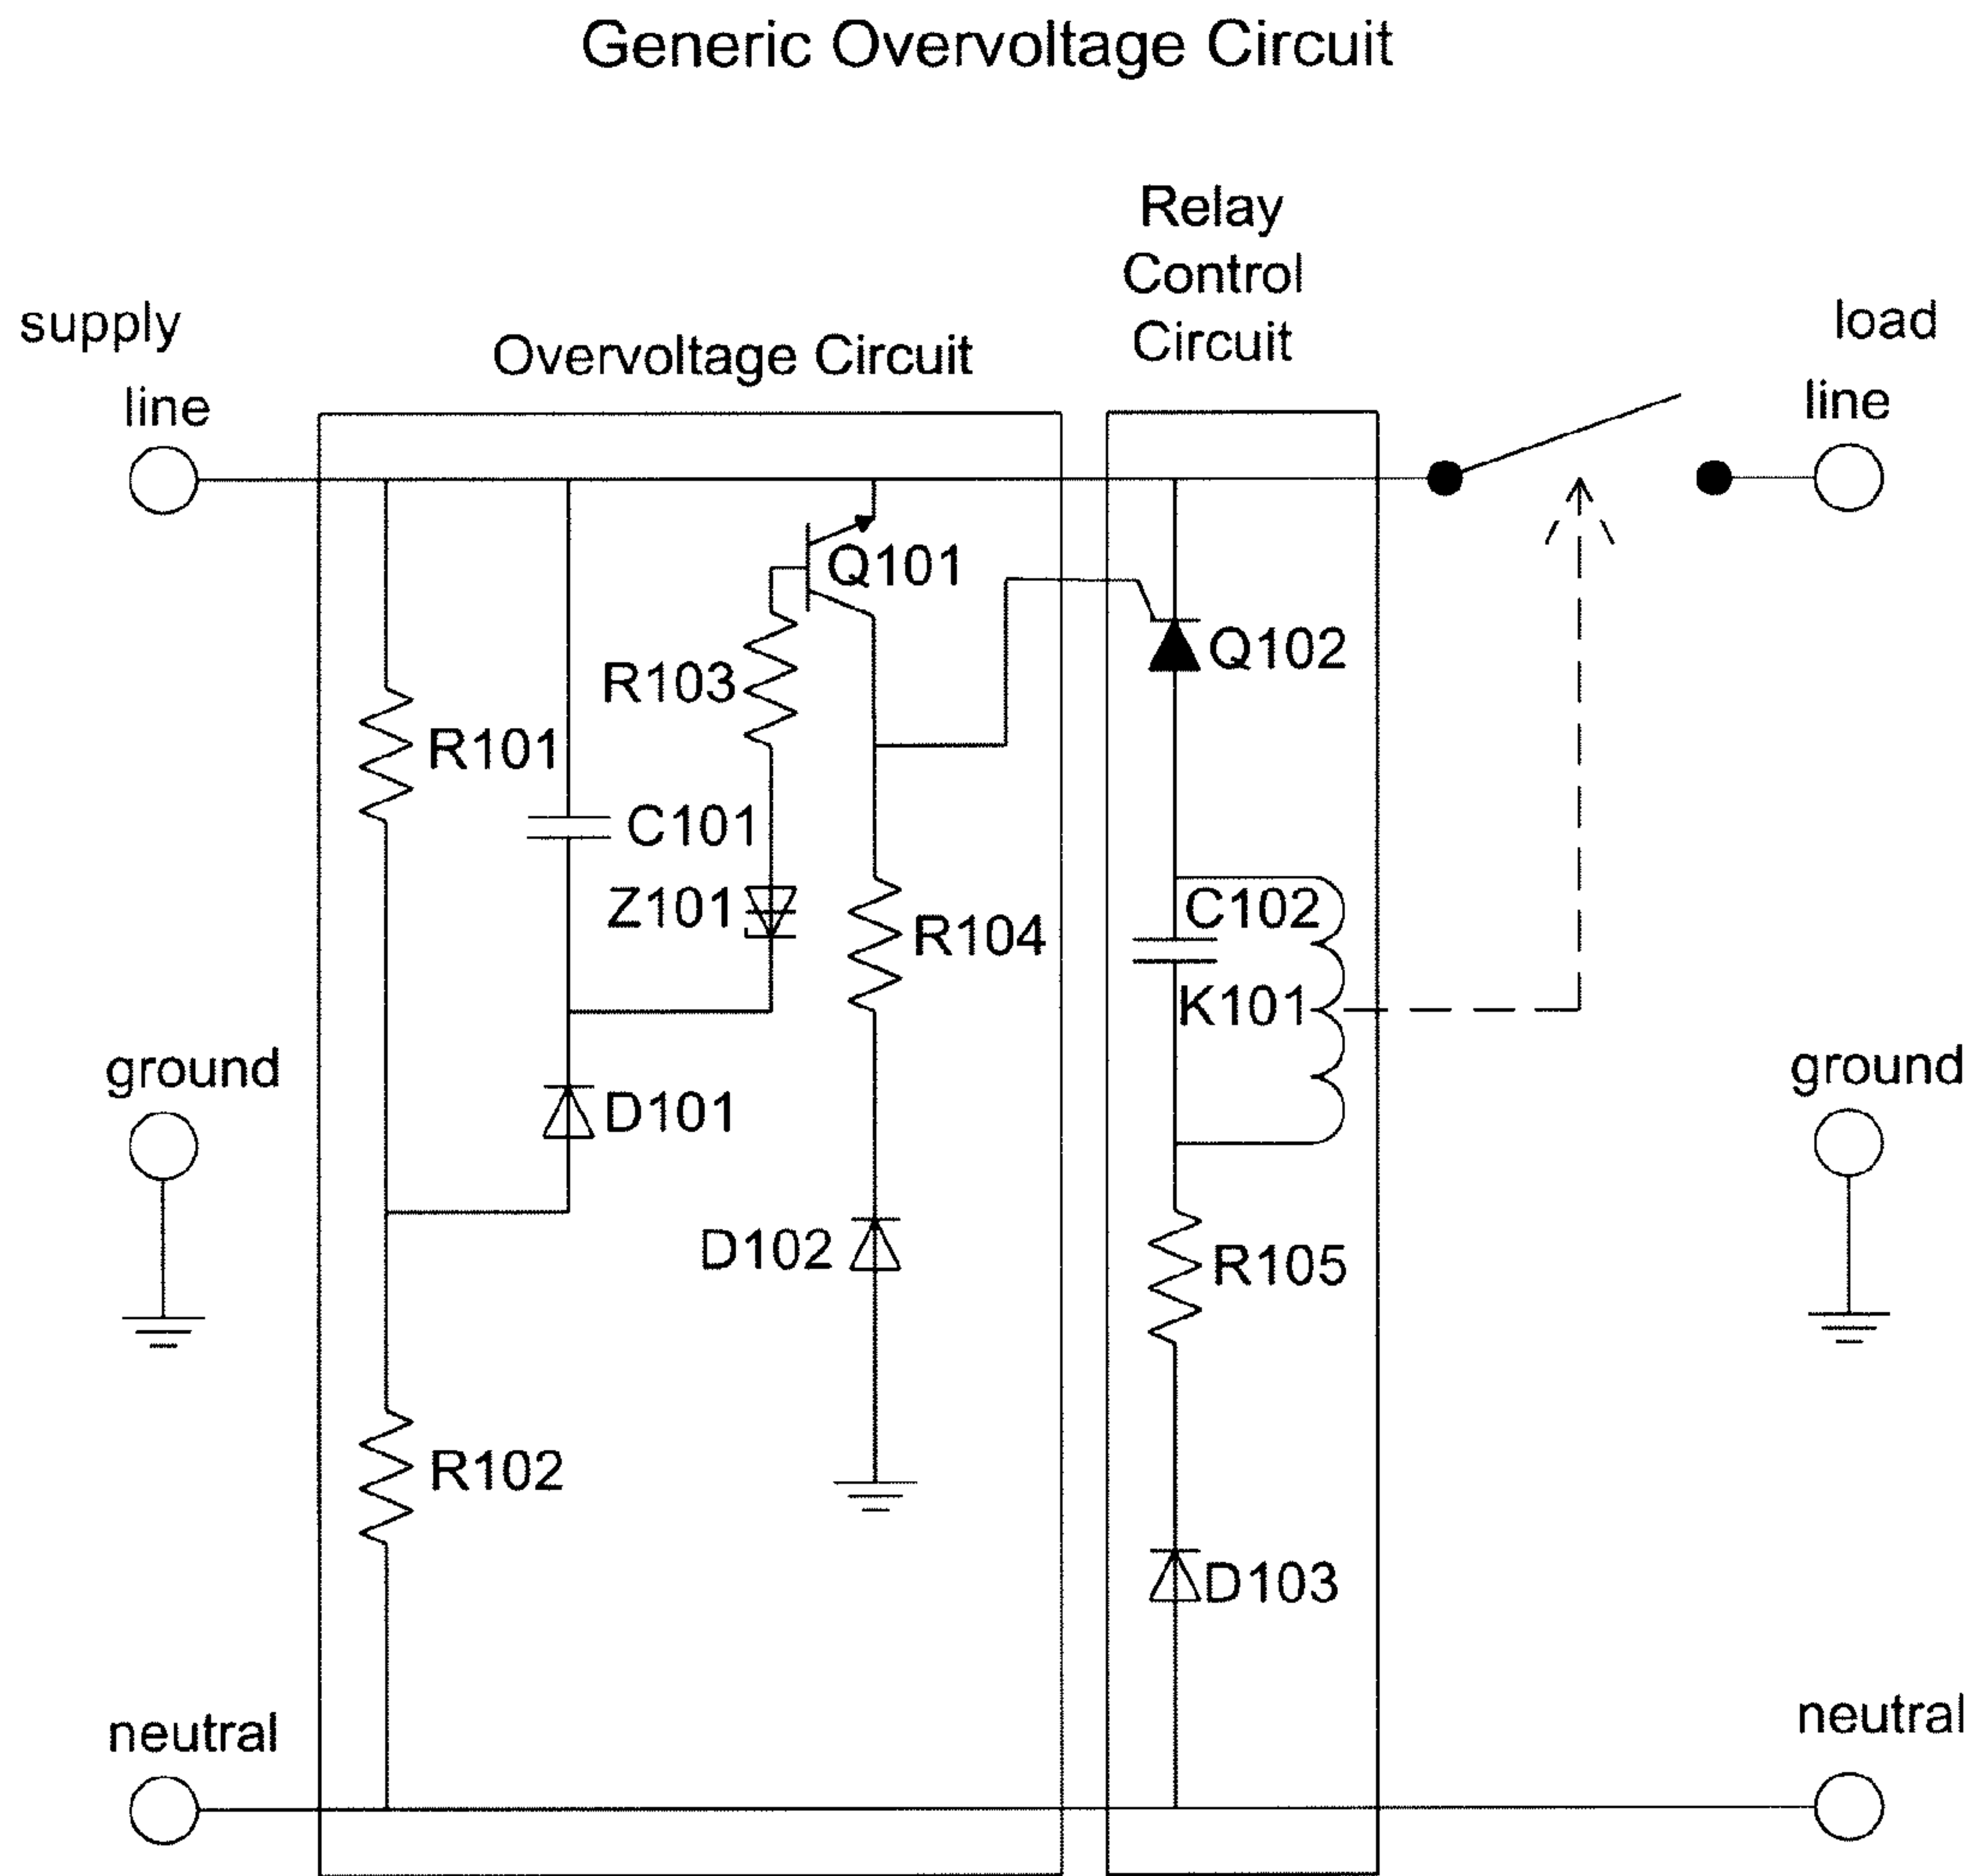 Generic Overvoltage Circuit
Relay
Control
Circuit
supply
line
Overvoltage Circuit
load
line
Q101
Q102
R103
R101
C101
Z101
R104
C102
K101
ground
ground
D101
D102
R105
R102
D103
neutral
neutral